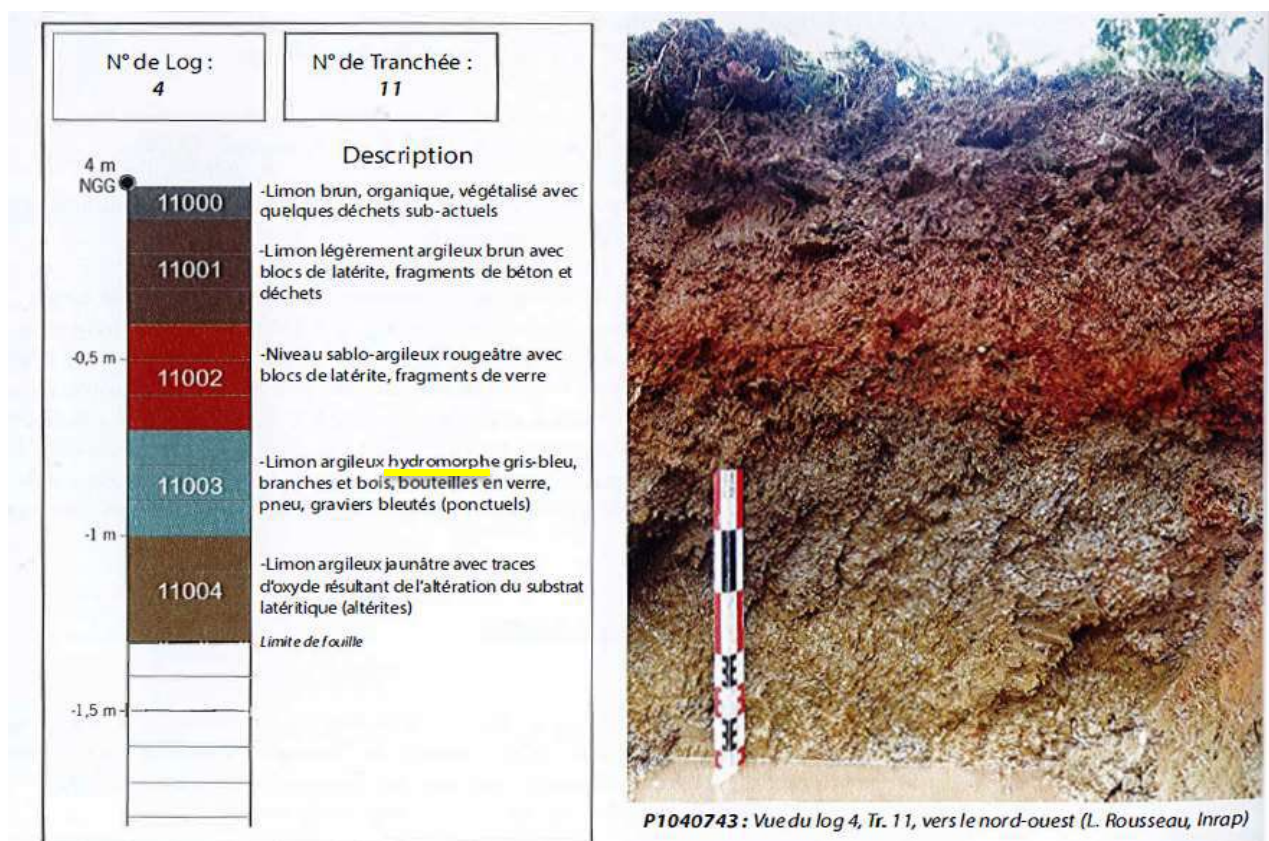 N° de Log :
4
N° de Tranchée :
11
Description
4 m
NGG
11000
-Limon brun, organique, végétalisé avec
quelques déchets sub-actuels
11001
-Limon légèrement argileux brun avec
blocs de latérite, fragments de béton et
déchets
-0,5 m
11002
-Niveau sablo-argileux rougeâtre avec
blocs de latérite, fragments de verre
11003
-Limon argileux hydromorphe gris-bleu,
branches et bois, bouteilles en verre,
pneu, graviers bleutés (ponctuels)
-1 m
11004
-Limon argileux jaunâtre avec traces
d'oxyde résultant de l'altération du substrat
latéritique (altérites)
Limite de fouille
-1,5 m
P1040743 : Vue du log 4, Tr. 11, vers le nord-ouest (L. Rousseau, Inrap)